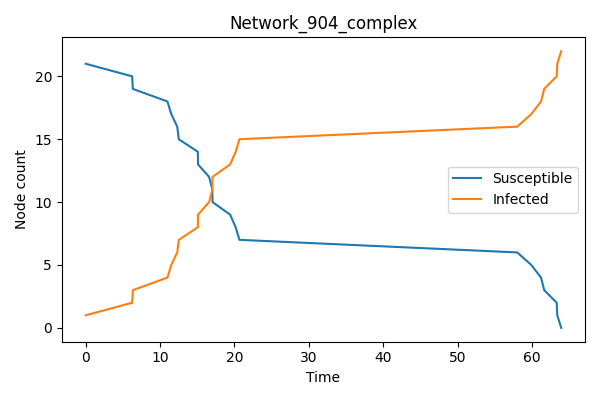 Network_904_complex
Node count
20
15
10
5
0
Susceptible
Infected
0 10 20 30 40 50 60
Time